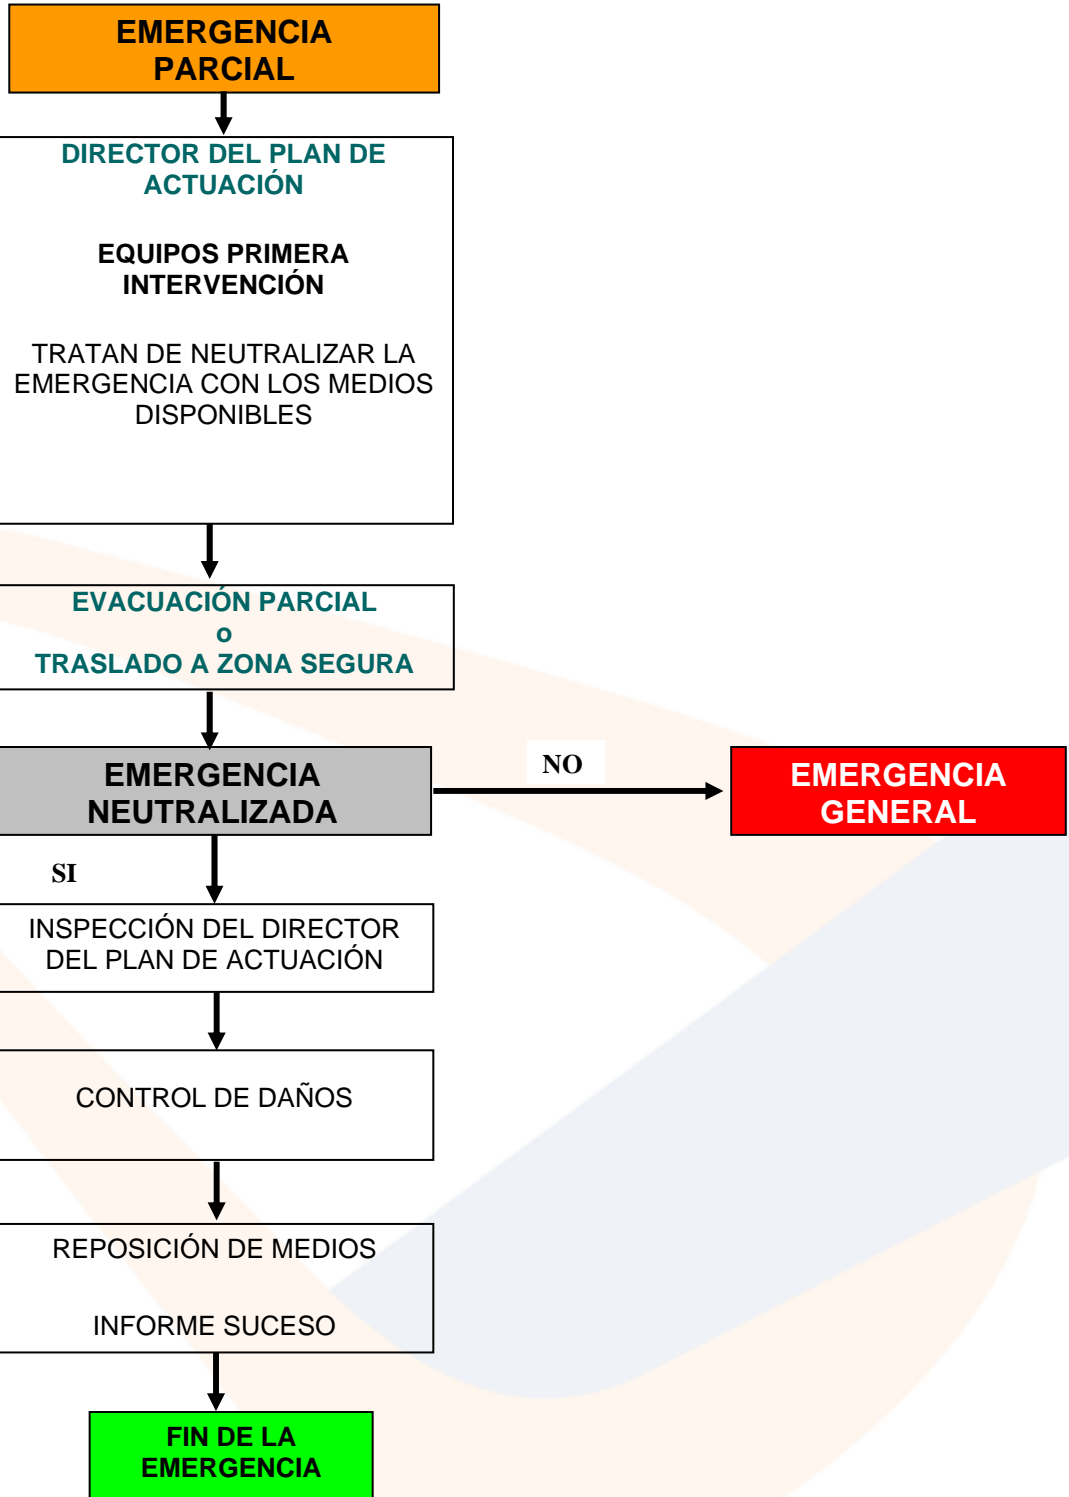 EMERGENCIA
PARCIAL
DIRECTOR DEL PLAN DE
ACTUACIÓN
EQUIPOS PRIMERA
INTERVENCIÓN
TRATAN DE NEUTRALIZAR LA
EMERGENCIA CON LOS MEDIOS
DISPONIBLES
EVACUACIÓN PARCIAL
o
TRASLADO A ZONA SEGURA
EMERGENCIA
NEUTRALIZADA
NO
EMERGENCIA
GENERAL
SI
INSPECCIÓN DEL DIRECTOR
DEL PLAN DE ACTUACIÓN
CONTROL DE DAÑOS
REPOSICIÓN DE MEDIOS
INFORME SUCESO
FIN DE LA
EMERGENCIA